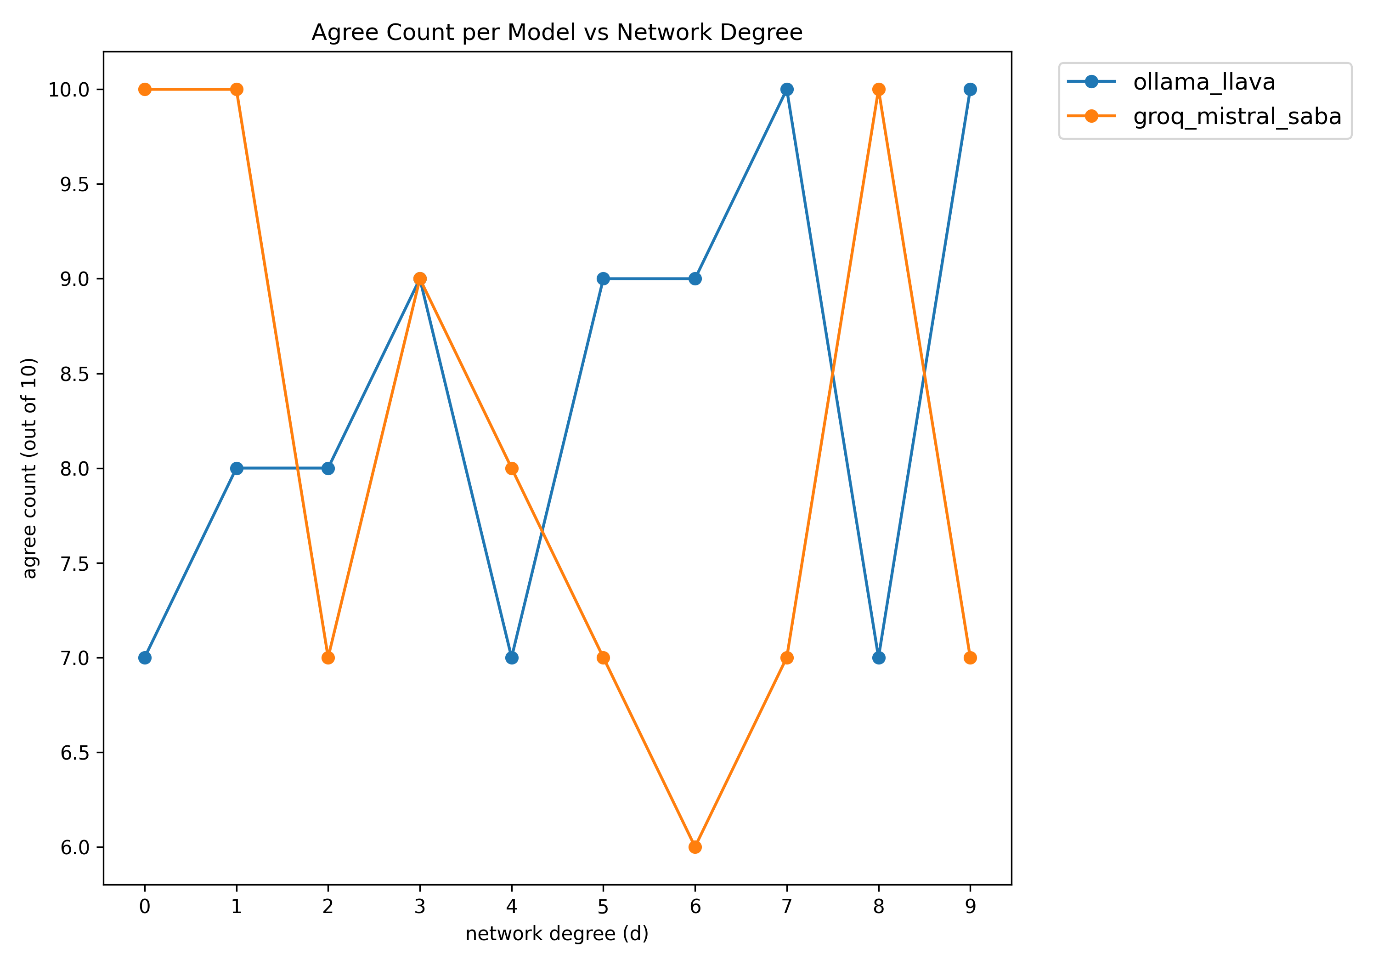 Agree Count per Model vs Network Degree
ollama_llava
groq_mistral_saba
10.0
9.5
9.0
8.5
8.0
7.5
7.0
6.5
6.0
agree count (out of 10)
0 1 2 3 4 5 6 7 8 9
network degree (d)